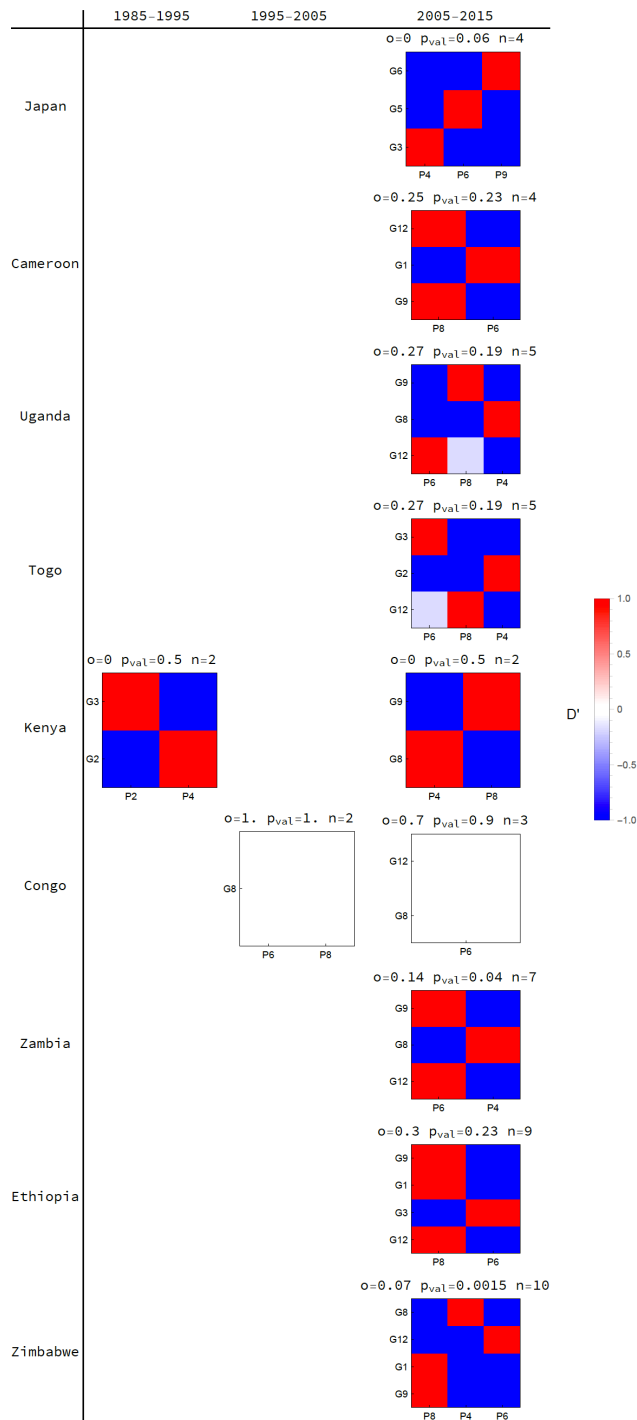 1985-1995 1995-2005 2005-2015
o=0 pval=0.06 n=4
Japan
G6
G5
G3
P4 P6 P9
o=0.25 pval=0.23 n=4
Cameroon
G12
G1
G9
P8 P6
o=0.27 pval=0.19 n=5
Uganda
G9
G8
G12
P6 P8 P4
o=0.27 pval=0.19 n=5
Togo
G3
G2
G12
P6 P8 P4
o=0 pval=0.5 n=2 o=0 pval=0.5 n=2
Kenya
G3 G9
G2 G8
P2 P4 P4 P8
1.0
0.5
0
D'
-0.5
-1.0
o=1. pval=1. n=2 o=0.7 pval=0.9 n=3
Congo
G8
G12
G8
P6 P8 P6
o=0.14 pval=0.04 n=7
Zambia
G9
G8
G12
P6 P4
o=0.3 pval=0.23 n=9
Ethiopia
G9
G1
G3
G12
P8 P6
o=0.07 pval=0.0015 n=10
Zimbabwe
G8
G12
G1
G9
P8 P4 P6